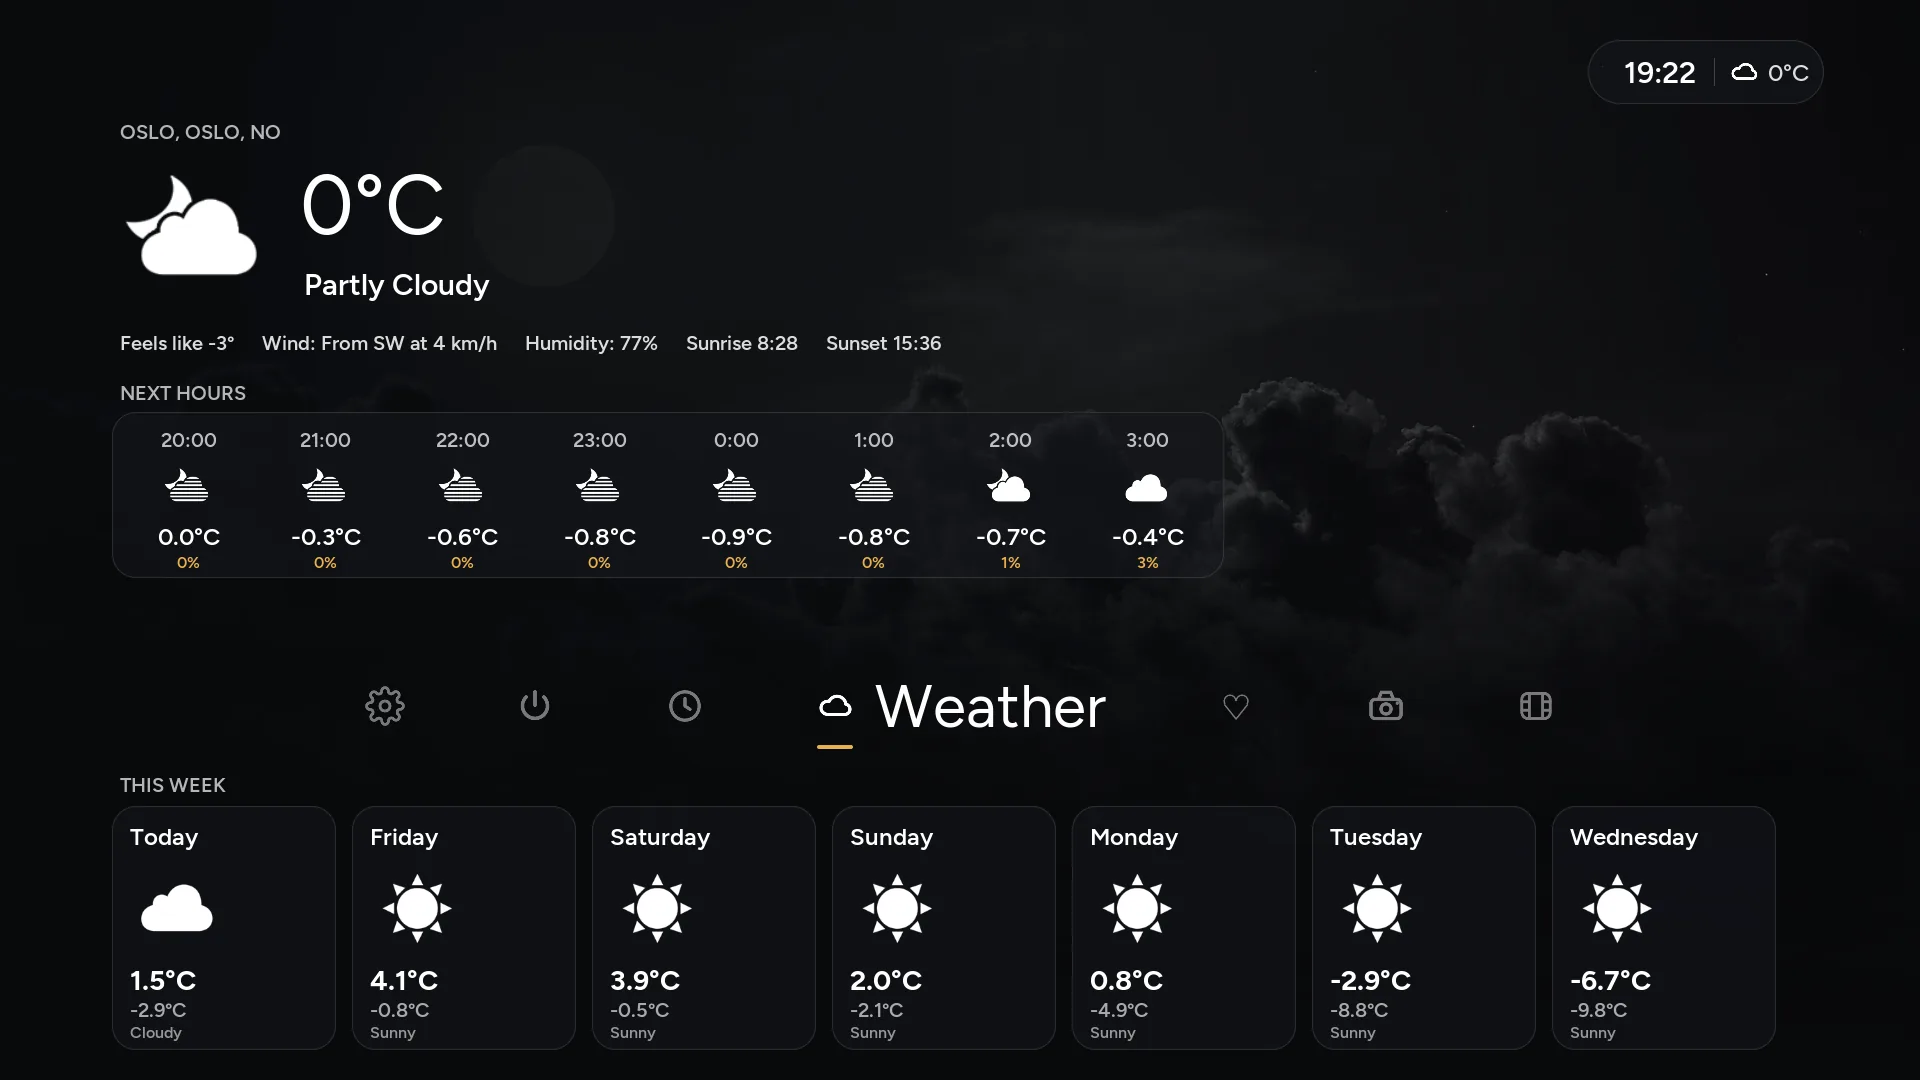 19:22 0°C
OSLO, OSLO, NO
0°C
Partly Cloudy
Feels like -3° Wind: From SW at 4 km/h Humidity: 77% Sunrise 8:28 Sunset 15:36
NEXT HOURS
20:00 21:00 22:00 23:00 0:00 1:00 2:00 3:00
0.0°C -0.3°C -0.6°C -0.8°C -0.9°C -0.8°C -0.7°C -0.4°C
0% 0% 0% 0% 0% 0% 1% 3%
Weather
THIS WEEK
Today Friday Saturday Sunday Monday Tuesday Wednesday
1.5°C 4.1°C 3.9°C 2.0°C 0.8°C -2.9°C -6.7°C
-2.9°C -0.8°C -0.5°C -2.1°C -4.9°C -8.8°C -9.8°C
Cloudy Sunny Sunny Sunny Sunny Sunny Sunny